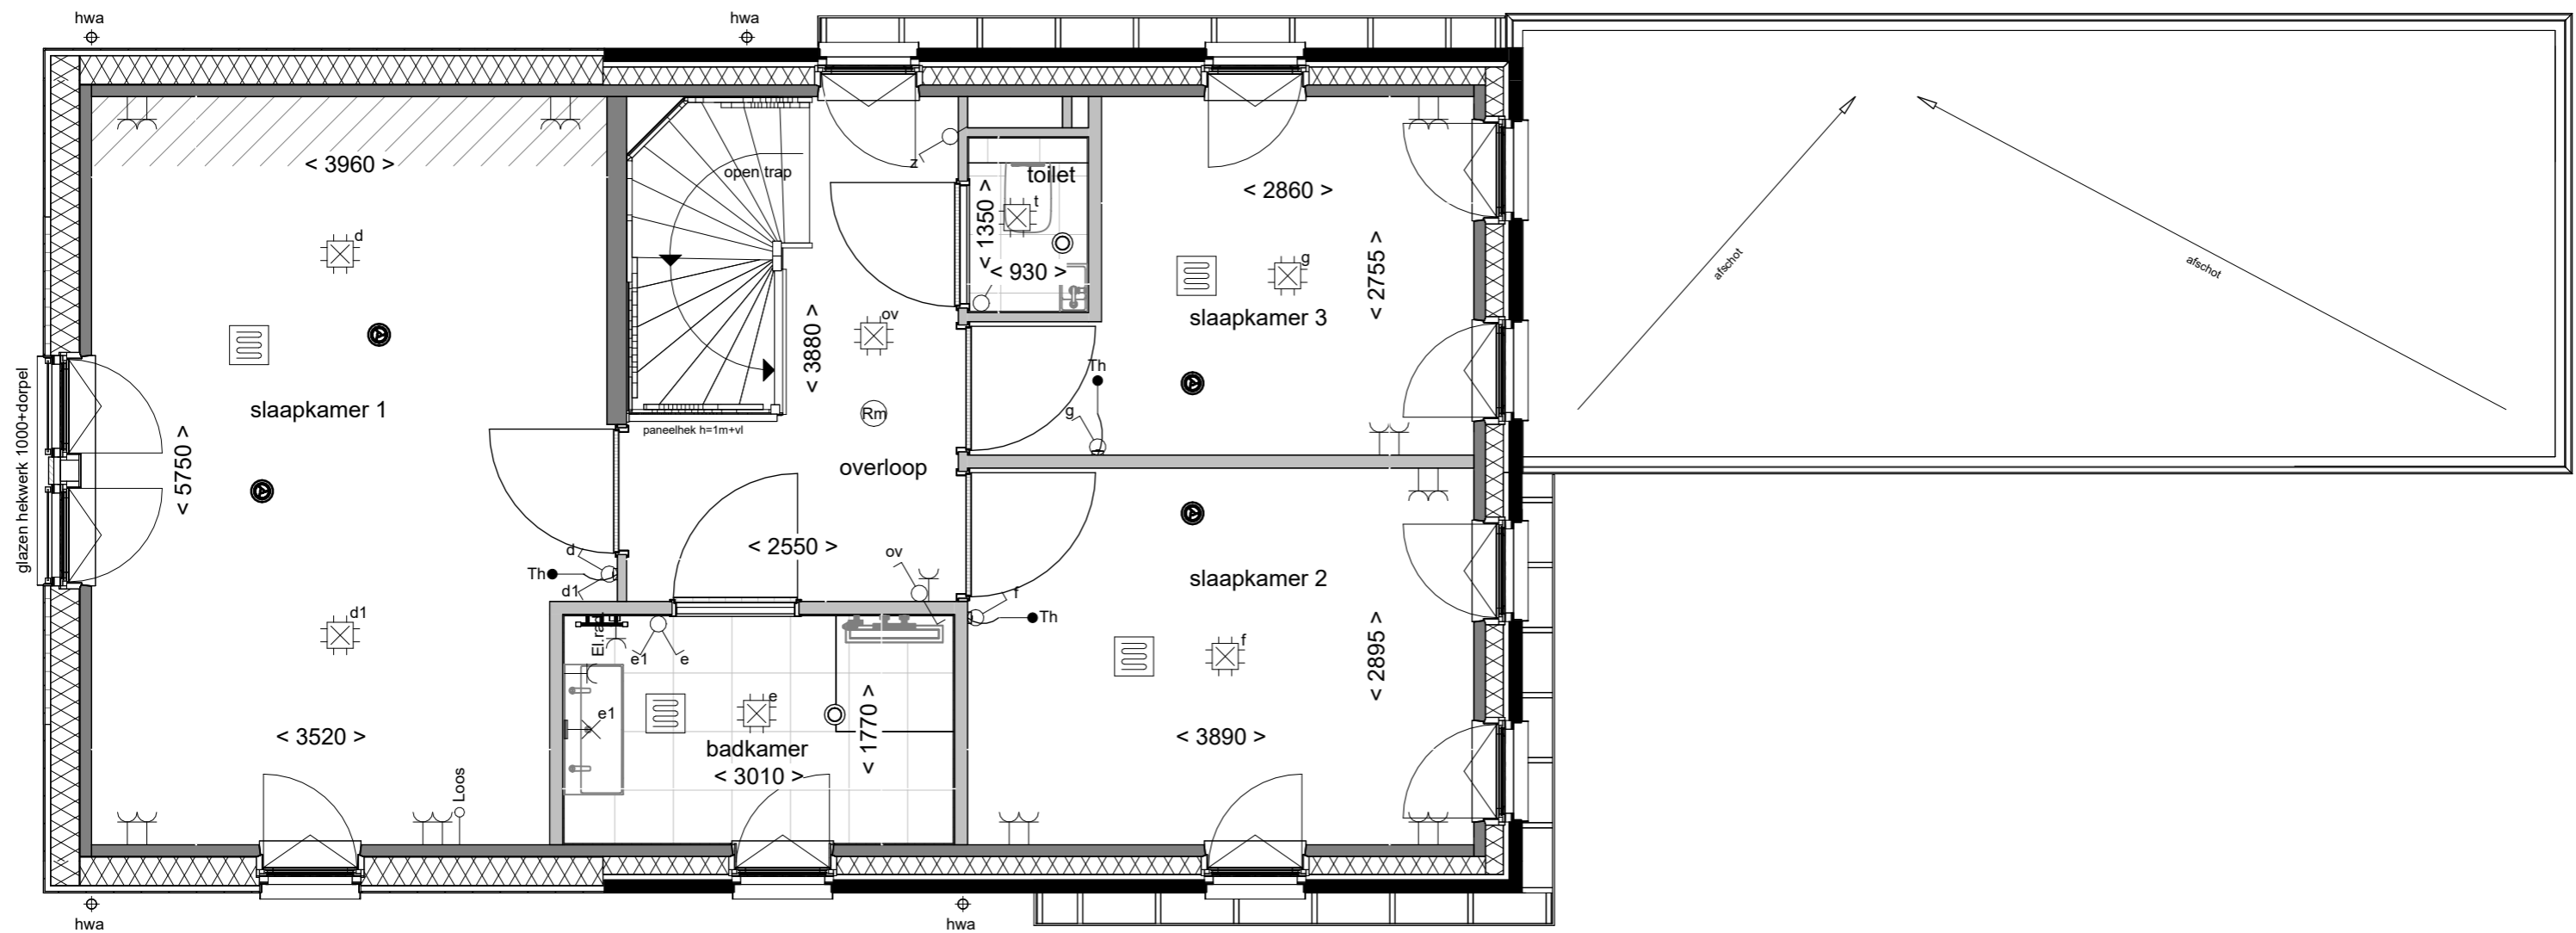 hwa
hwa
< 3960 >
open trap
z
toilet
< 1350 >
t
< 930 >
< 2860 >
d
g
< 2755 >
afschot
afschot
slaapkamer 3
ov
< 3880 >
Th
g
Rm
glazen hekwerk 1000+dorpel
slaapkamer 1
< 5750 >
paneelhek h=1m+vl
overloop
d
Th
d1
< 2550 >
ov
slaapkamer 2
f
Th
d1
e1
e
f
< 2895 >
e1
e
badkamer
< 3010 >
< 1770 >
< 3520 >
< 3890 >
Loos
hwa
hwa